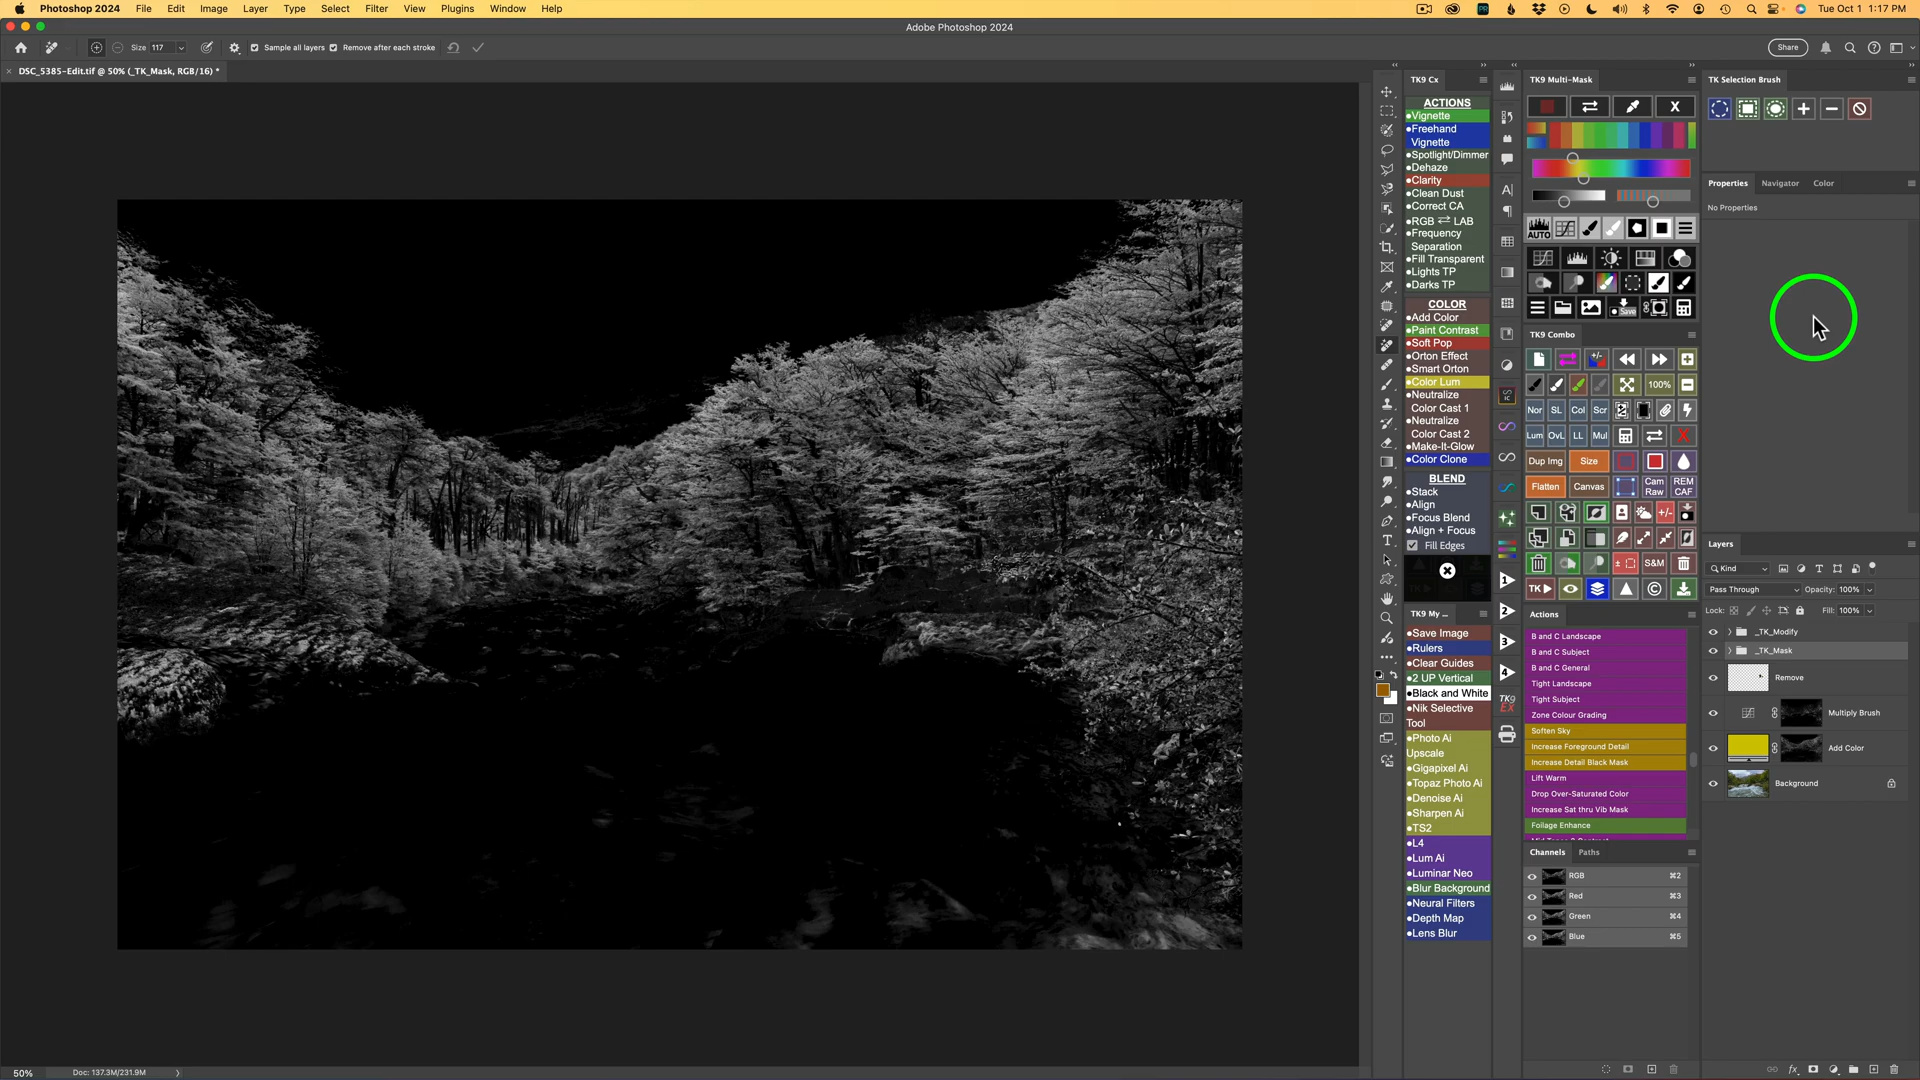 Photoshop 2024 File Edit Image Layer Type Select Filter View Plugins Window Help Tue Oct 1 1:17 PM
Adobe Photoshop 2024
Size 117 Sample all layers Remove after each stroke Share
DSC_5385-Edit.tif @ 50% (_TK_Mask, RGB/16) *
TK9 Cx
ACTIONS
Vignette
Freehand
Vignette
Spotlight/Dimmer
Dehaze
Clarity
Clean Dust
Correct CA
RGB ⇄ LAB
Frequency
Separation
Fill Transparent
Lights TP
Darks TP
COLOR
Add Color
Paint Contrast
Soft Pop
Orton Effect
Smart Orton
Color Lum
Neutralize
Color Cast 1
Neutralize
Color Cast 2
Make-It-Glow
Color Clone
BLEND
Stack
Align
Focus Blend
Align + Focus
Fill Edges
TK9 My ...
Save Image
Rulers
Clear Guides
2 UP Vertical
Black and White
Nik Selective
Tool
Photo Ai
Upscale
Gigapixel Ai
Topaz Photo Ai
Denoise Ai
Sharpen Ai
TS2
L4
Lum Ai
Luminar Neo
Blur Background
Neural Filters
Depth Map
Lens Blur
1
2
3
4
TK9
EX
TK9 Multi-Mask
X
AUTO
Save
TK9 Combo
100%
Nor SL Col Scr
Lum OvL LL Mul
Dup Img Size
Flatten Canvas Cam Raw REM CAF
+/-
S&M
TK
Actions
B and C Landscape
B and C Subject
B and C General
Tight Landscape
Tight Subject
Zone Colour Grading
Soften Sky
Increase Foreground Detail
Increase Detail Black Mask
Lift Warm
Drop Over-Saturated Color
Increase Sat thru Vib Mask
Foilage Enhance
Channels Paths
RGB ⌘2
Red ⌘3
Green ⌘4
Blue ⌘5
TK Selection Brush
Properties Navigator Color
No Properties
Layers
Kind
Pass Through Opacity: 100%
Lock: Fill: 100%
_TK_Modify
_TK_Mask
Remove
Multiply Brush
Add Color
Background
50% Doc: 137.3M/231.9M